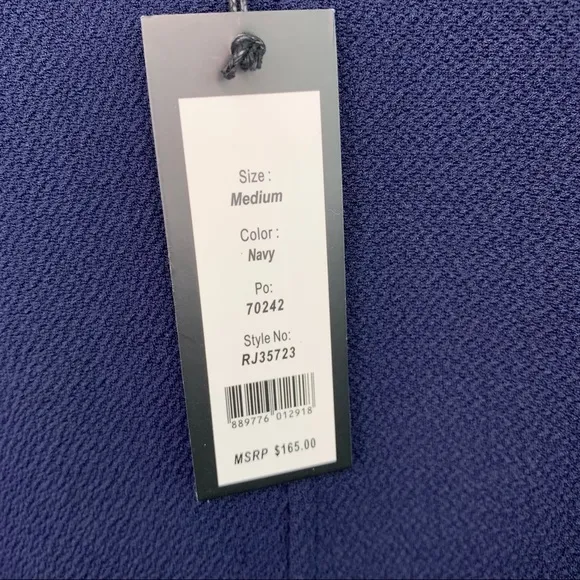 Size :
Medium
Color :
Navy
Po:
70242
Style No:
RJ35723
889776 012918
MSRP $165.00